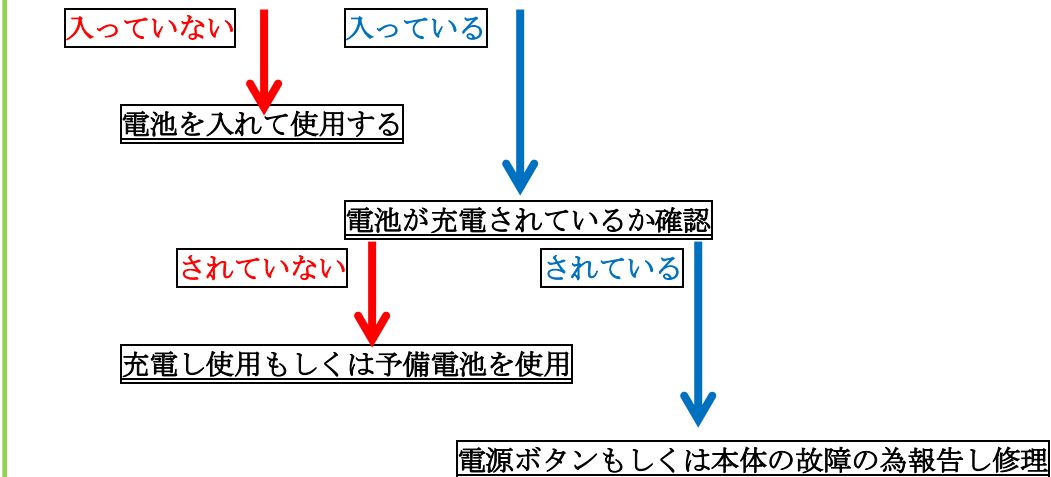 入っていない 入っている
電池を入れて使用する
電池が充電されているか確認
されていない されている
充電し使用もしくは予備電池を使用
電源ボタンもしくは本体の故障の為報告し修理